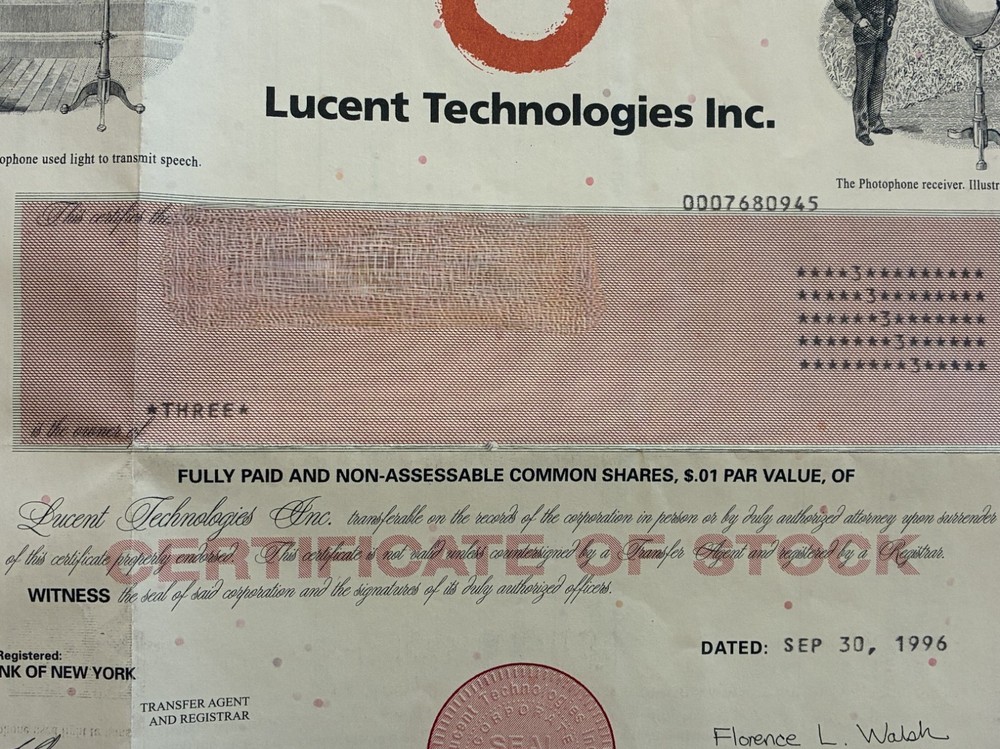 Lucent Technologies Inc.
ophone used light to transmit speech.
The Photophone receiver. Illustr
0007680945
This certifies that
****3*********
*****3********
******3*******
*******3******
********3*****
*THREE*
is the owner of
FULLY PAID AND NON-ASSESSABLE COMMON SHARES, $.01 PAR VALUE, OF
Lucent Technologies Inc. transferable on the records of the corporation in person or by duly authorized attorney upon surrender
of this certificate properly endorsed. This certificate is not valid unless countersigned by a Transfer Agent and registered by a Registrar.
CERTIFICATE OF STOCK
WITNESS the seal of said corporation and the signatures of its duly authorized officers.
DATED: SEP 30, 1996
Registered:
NK OF NEW YORK
TRANSFER AGENT
AND REGISTRAR
Lucent Technologies
CORPORATE
SEAL
Florence L. Walsh